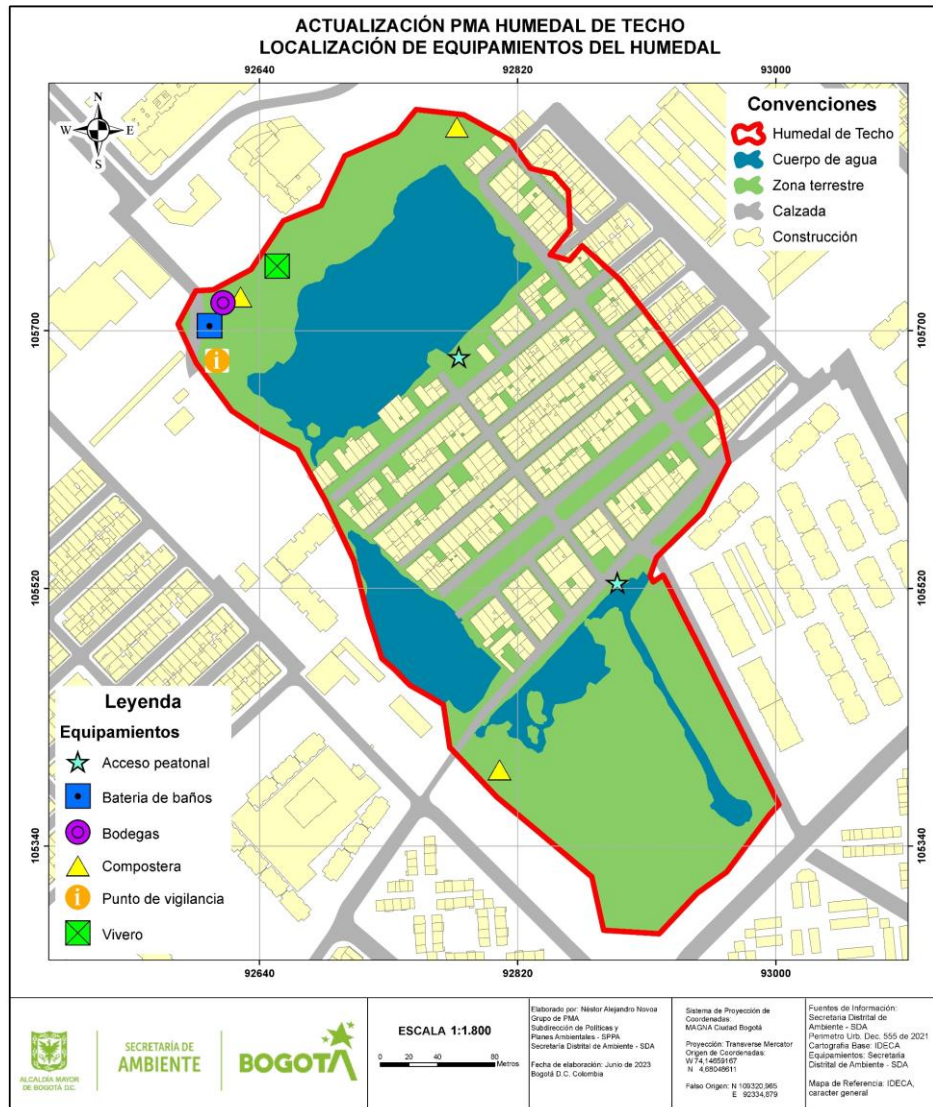 ACTUALIZACIÓN PMA HUMEDAL DE TECHO
LOCALIZACIÓN DE EQUIPAMIENTOS DEL HUMEDAL
92640
92820
93000
N
W
E
S
Convenciones
Humedal de Techo
Cuerpo de agua
Zona terrestre
Calzada
Construcción
105700
105700
105520
105520
105340
105340
Leyenda
Equipamientos
Acceso peatonal
Bateria de baños
Bodegas
Compostera
Punto de vigilancia
Vivero
92640
92820
93000
ALCALDÍA MAYOR
DE BOGOTÁ D.C.
SECRETARÍA DE
AMBIENTE
BOGOTÁ
ESCALA 1:1.800
0
40
80
Metros
Elaborado por: Néstor Alejandro Novoa
Grupo de PMA
Subdirección de Políticas y
Planes Ambientales - SPPA
Secretaría Distrital de Ambiente - SDA
Fecha de elaboración: Junio de 2023
Bogotá D.C. Colombia
Sistema de Proyección de
Coordenadas:
MAGNA Ciudad Bogotá
Proyección: Transverse Mercator
Origen de Coordenadas:
W 74,14659167
N 4,68048611
Falso Origen: N 109320,965
E 92334,879
Fuentes de Información:
Secretaria Distrital de
Ambiente - SDA
Perímetro Urb. Dec. 555 de 2021
Cartografía Base: IDECA
Equipamientos: Secretaria
Distrital de Ambiente - SDA
Mapa de Referencia: IDECA,
caracter general